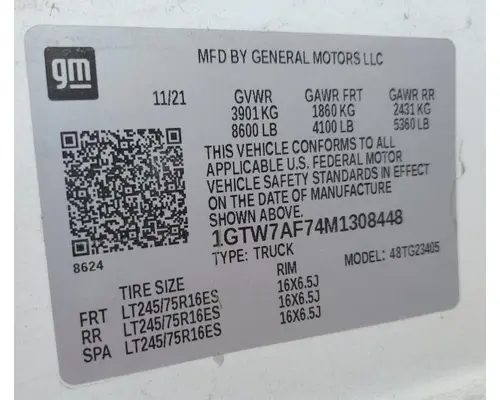 gm
MFD BY GENERAL MOTORS LLC
11/21 GVWR GAWR FRT GAWR RR
3901 KG 1860 KG 2431 KG
8600 LB 4100 LB 5360 LB
THIS VEHICLE CONFORMS TO ALL
APPLICABLE U.S. FEDERAL MOTOR
VEHICLE SAFETY STANDARDS IN EFFECT
ON THE DATE OF MANUFACTURE
1GTW7AF74M1308448
8624 TYPE: TRUCK MODEL: 48TG23405
TIRE SIZE RIM
FRT LT245/75R16ES 16X6.5J
RR LT245/75R16ES 16X6.5J
SPA LT245/75R16ES 16X6.5J